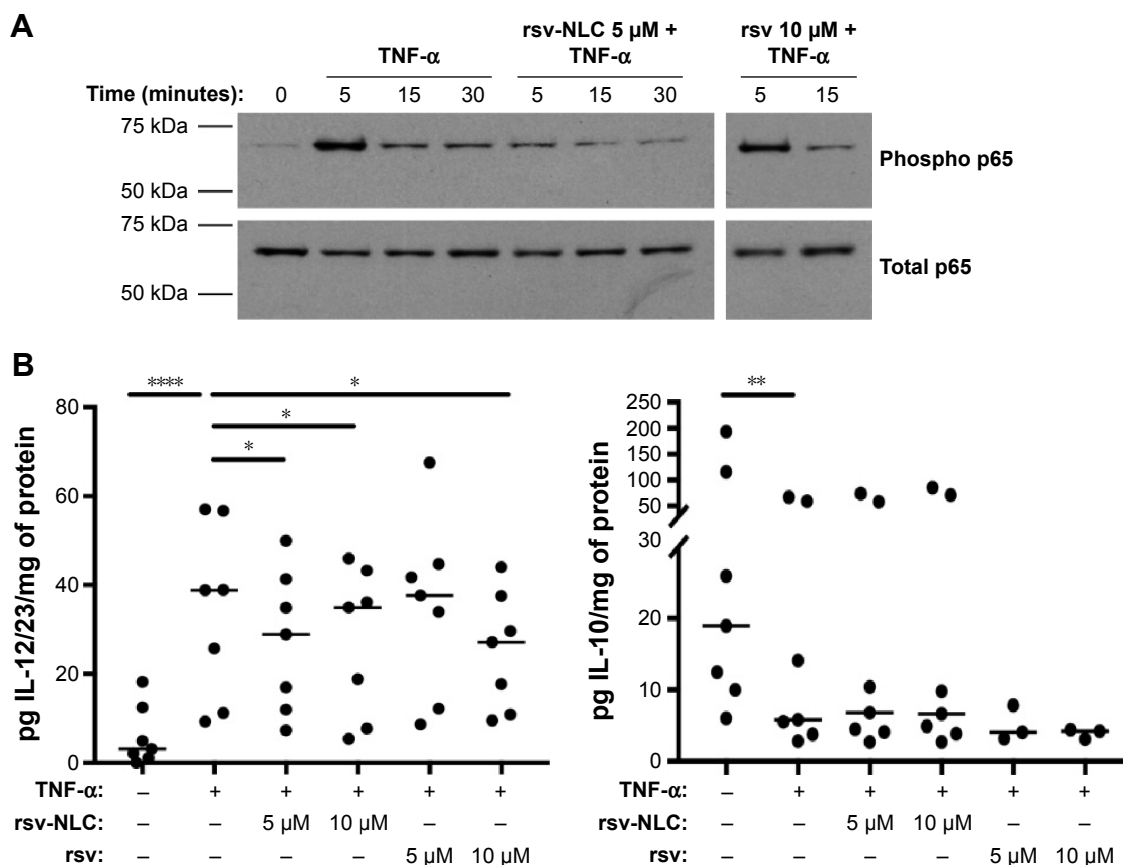 A
rsv-NLC 5 µM + rsv 10 µM +
TNF-α TNF-α TNF-α
Time (minutes): 0 5 15 30 5 15 30 5 15
75 kDa
Phospho p65
50 kDa
75 kDa
Total p65
50 kDa
B
**** * * *
pg IL-12/23/mg of protein
80
60
40
20
0
**
pg IL-10/mg of protein
250
200
150
100
50
30
20
10
0
TNF-α: – + + + + +
rsv-NLC: – – 5 µM 10 µM – –
rsv: – – – – 5 µM 10 µM
TNF-α: – + + + + +
rsv-NLC: – – 5 µM 10 µM – –
rsv: – – – – 5 µM 10 µM